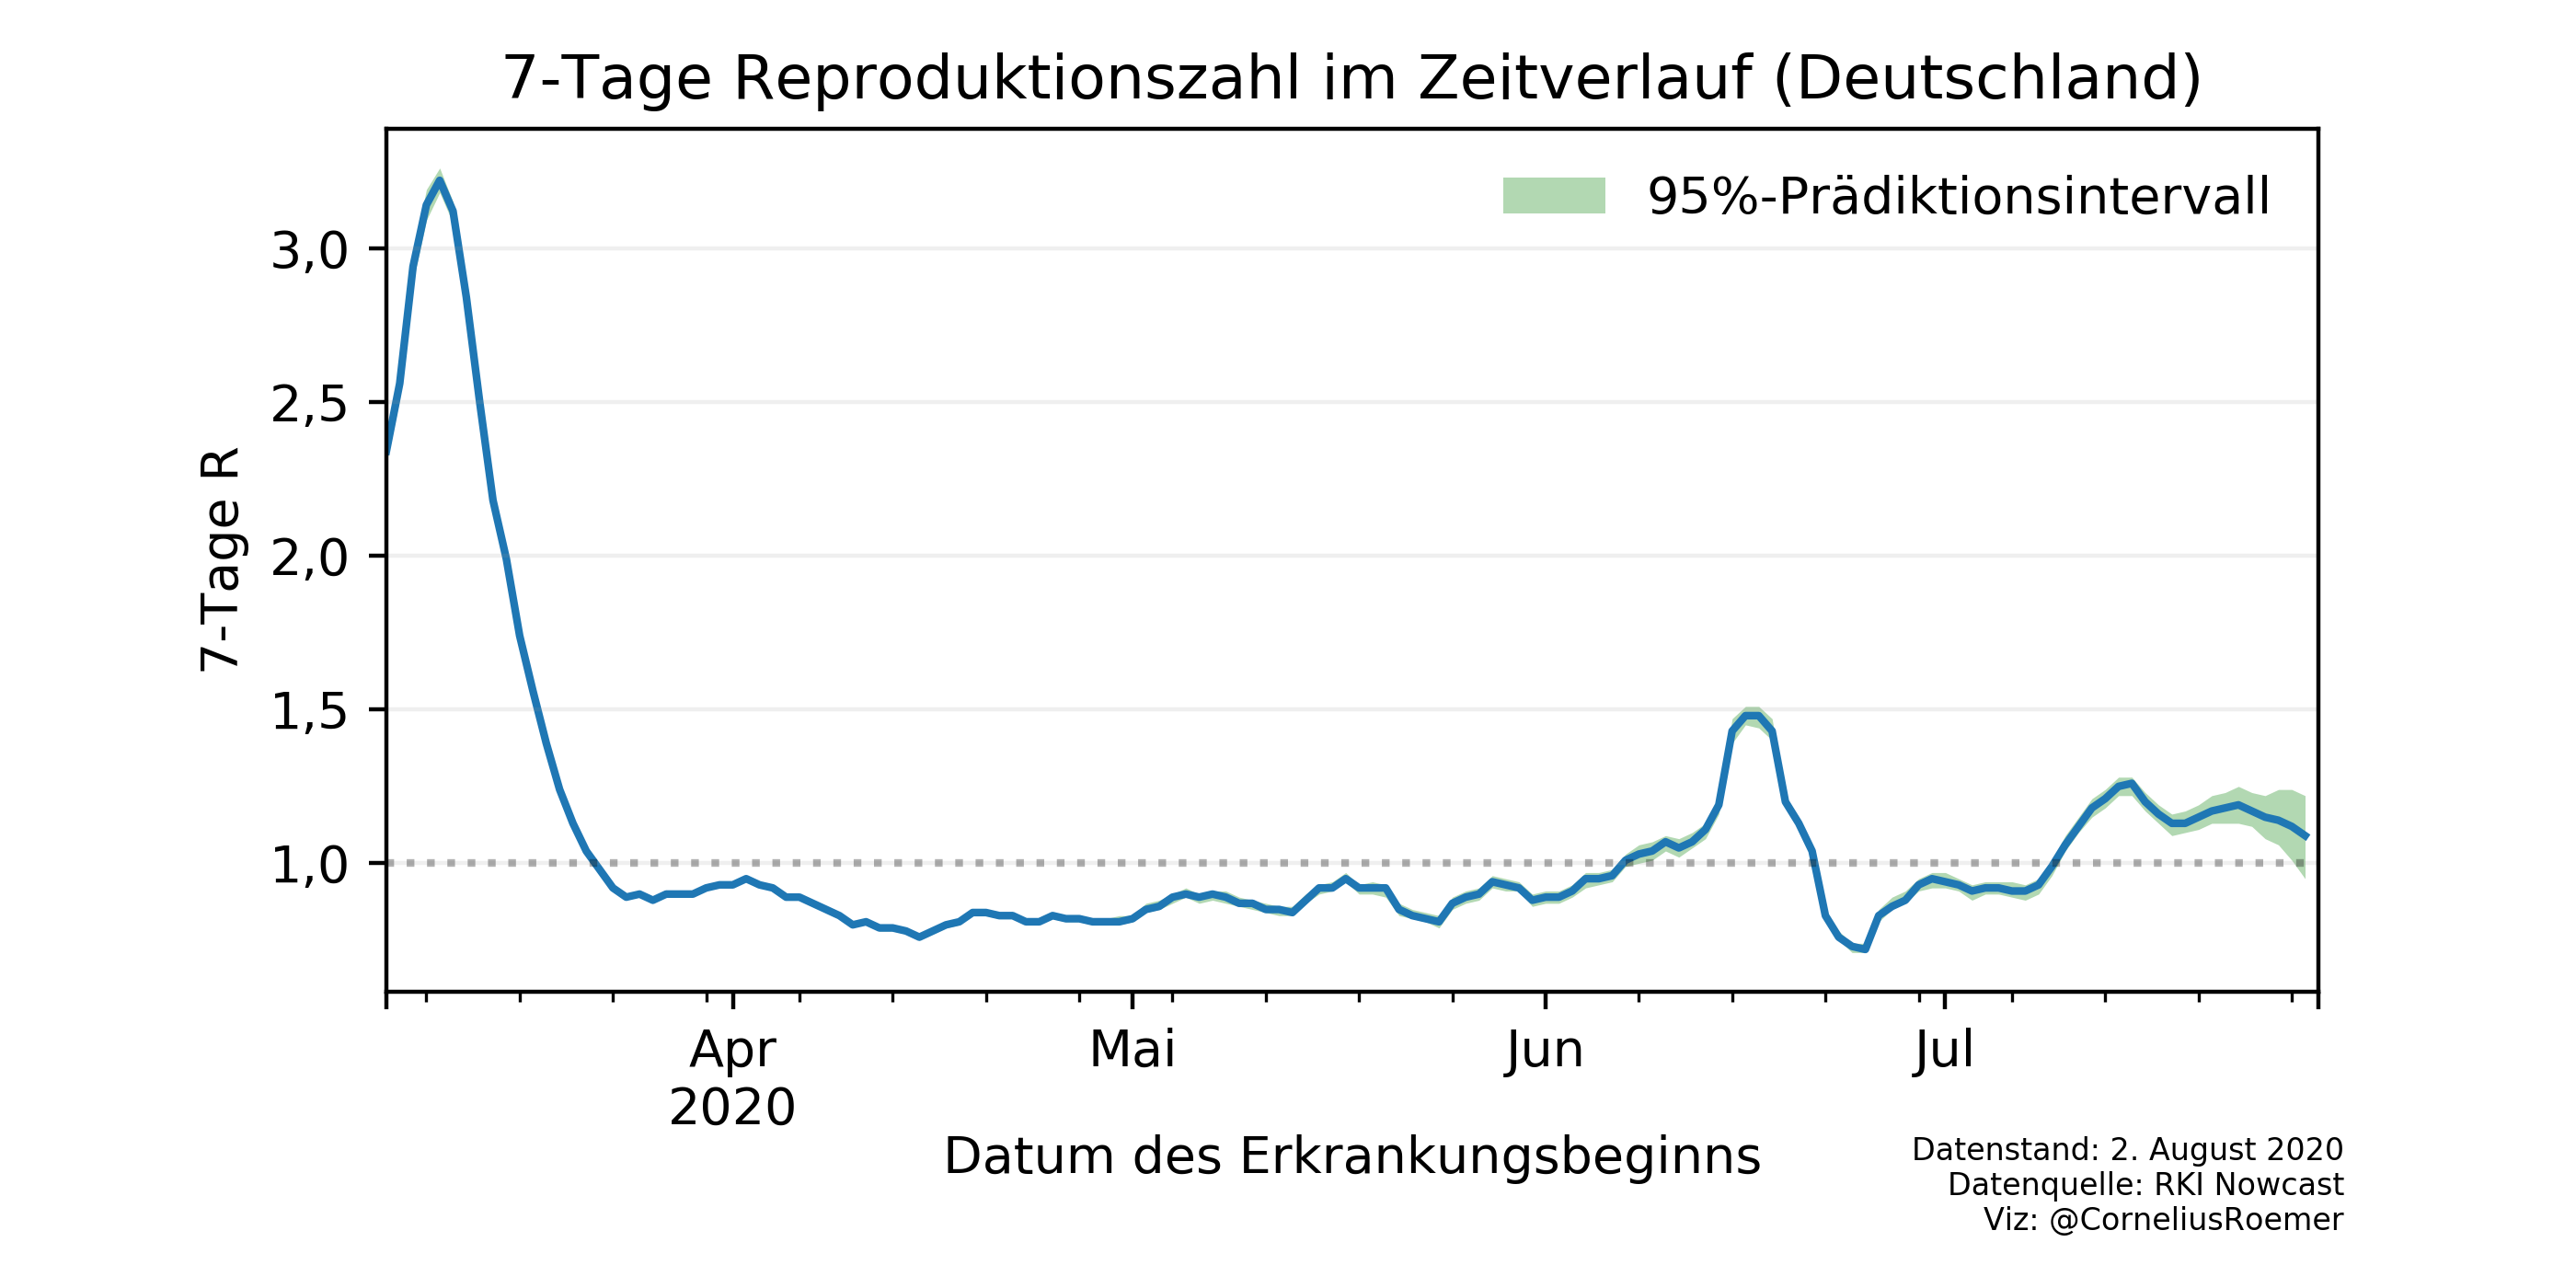 7-Tage Reproduktionszahl im Zeitverlauf (Deutschland)
95%-Prädiktionsintervall
7-Tage R
3,0
2,5
2,0
1,5
1,0
Apr
2020
Mai
Jun
Jul
Datum des Erkrankungsbeginns
Datenstand: 2. August 2020
Datenquelle: RKI Nowcast
Viz: @CorneliusRoemer